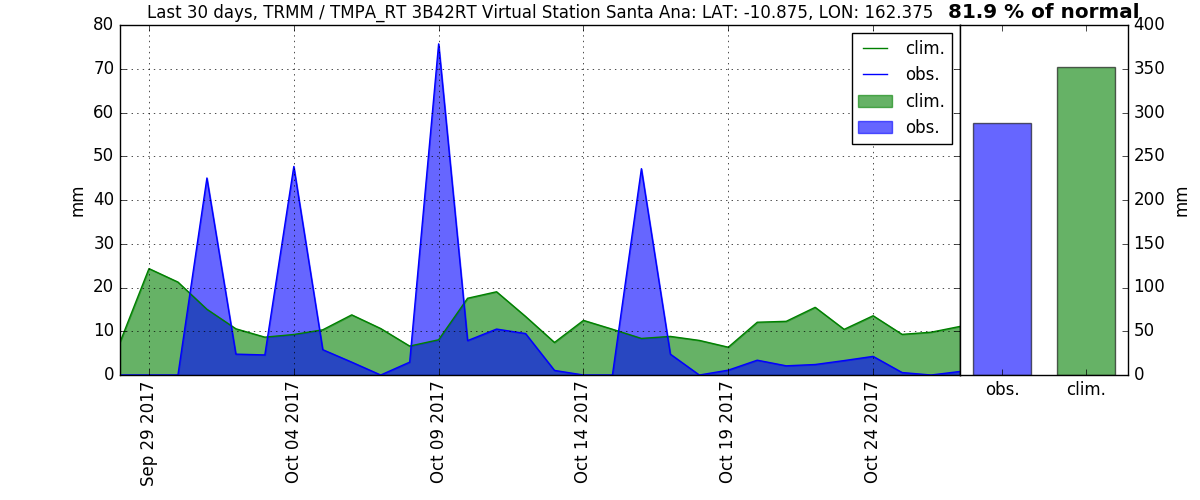 Last 30 days, TRMM / TMPA_RT 3B42RT Virtual Station Santa Ana: LAT: -10.875, LON: 162.375 81.9 % of normal
80
70
60
50
40
30
20
10
0
mm
clim.
obs.
clim.
obs.
Sep 29 2017
Oct 04 2017
Oct 09 2017
Oct 14 2017
Oct 19 2017
Oct 24 2017
400
350
300
250
200
150
100
50
0
mm
obs.
clim.